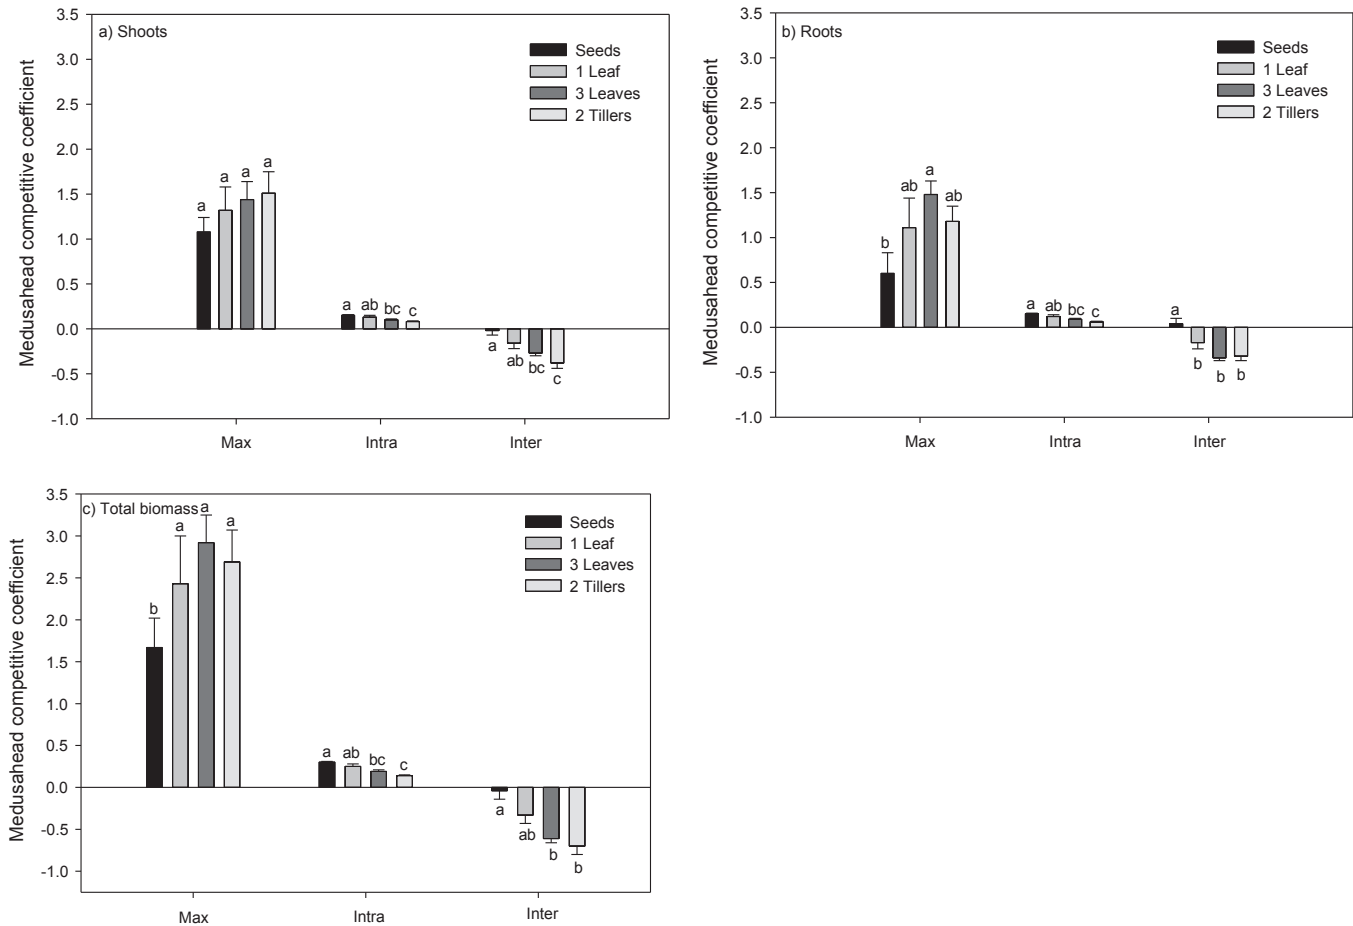 a) Shoots
Medusahead competitive coefficient
3.5
3.0
2.5
2.0
1.5
1.0
0.5
0.0
-0.5
-1.0
Seeds
1 Leaf
3 Leaves
2 Tillers
a
a
a
a
a
ab
bc
c
a
ab
bc
c
Max
Intra
Inter
b) Roots
Medusahead competitive coefficient
3.5
3.0
2.5
2.0
1.5
1.0
0.5
0.0
-0.5
-1.0
Seeds
1 Leaf
3 Leaves
2 Tillers
b
ab
a
ab
a
ab
bc
c
a
b
b
b
Max
Intra
Inter
c) Total biomass
Medusahead competitive coefficient
3.5
3.0
2.5
2.0
1.5
1.0
0.5
0.0
-0.5
-1.0
Seeds
1 Leaf
3 Leaves
2 Tillers
b
a
a
a
a
ab
bc
c
a
ab
b
b
Max
Intra
Inter